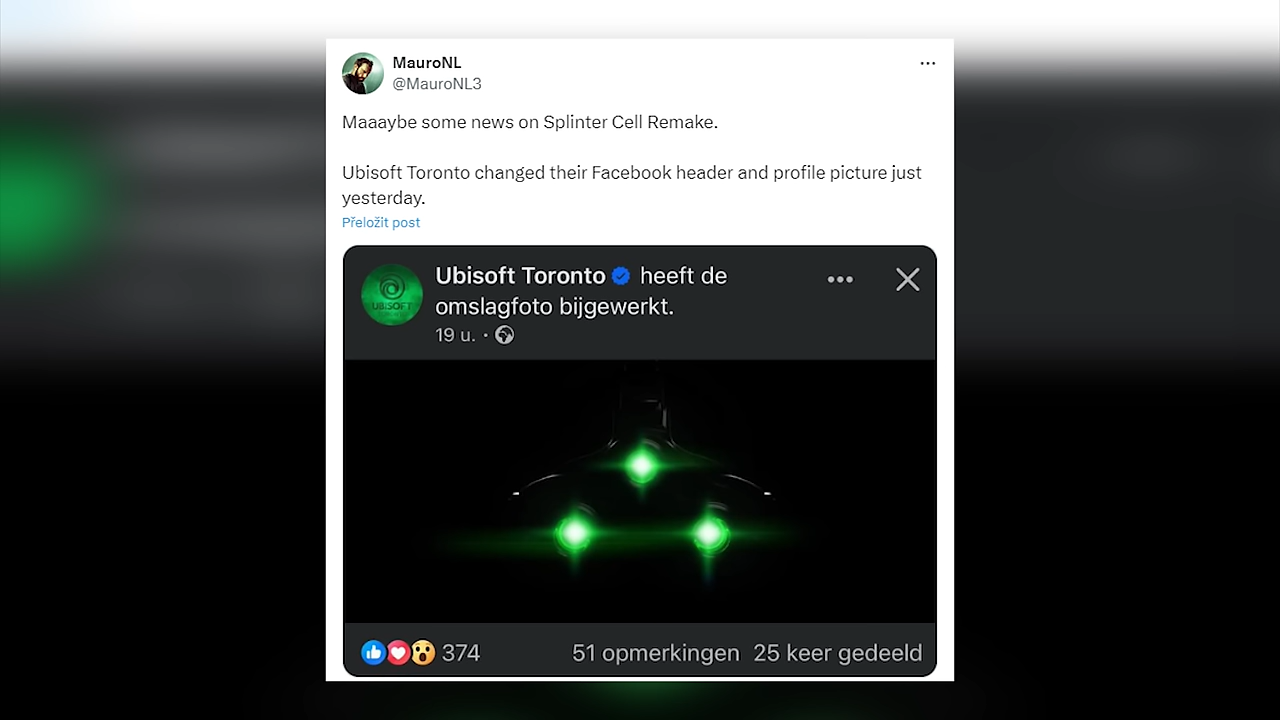 MauroNL
@MauroNL3
Maaaybe some news on Splinter Cell Remake.
Ubisoft Toronto changed their Facebook header and profile picture just
yesterday.
Přeložit post
UBISOFT
Ubisoft Toronto heeft de
omslagfoto bijgewerkt.
19 u. ·
374
51 opmerkingen 25 keer gedeeld